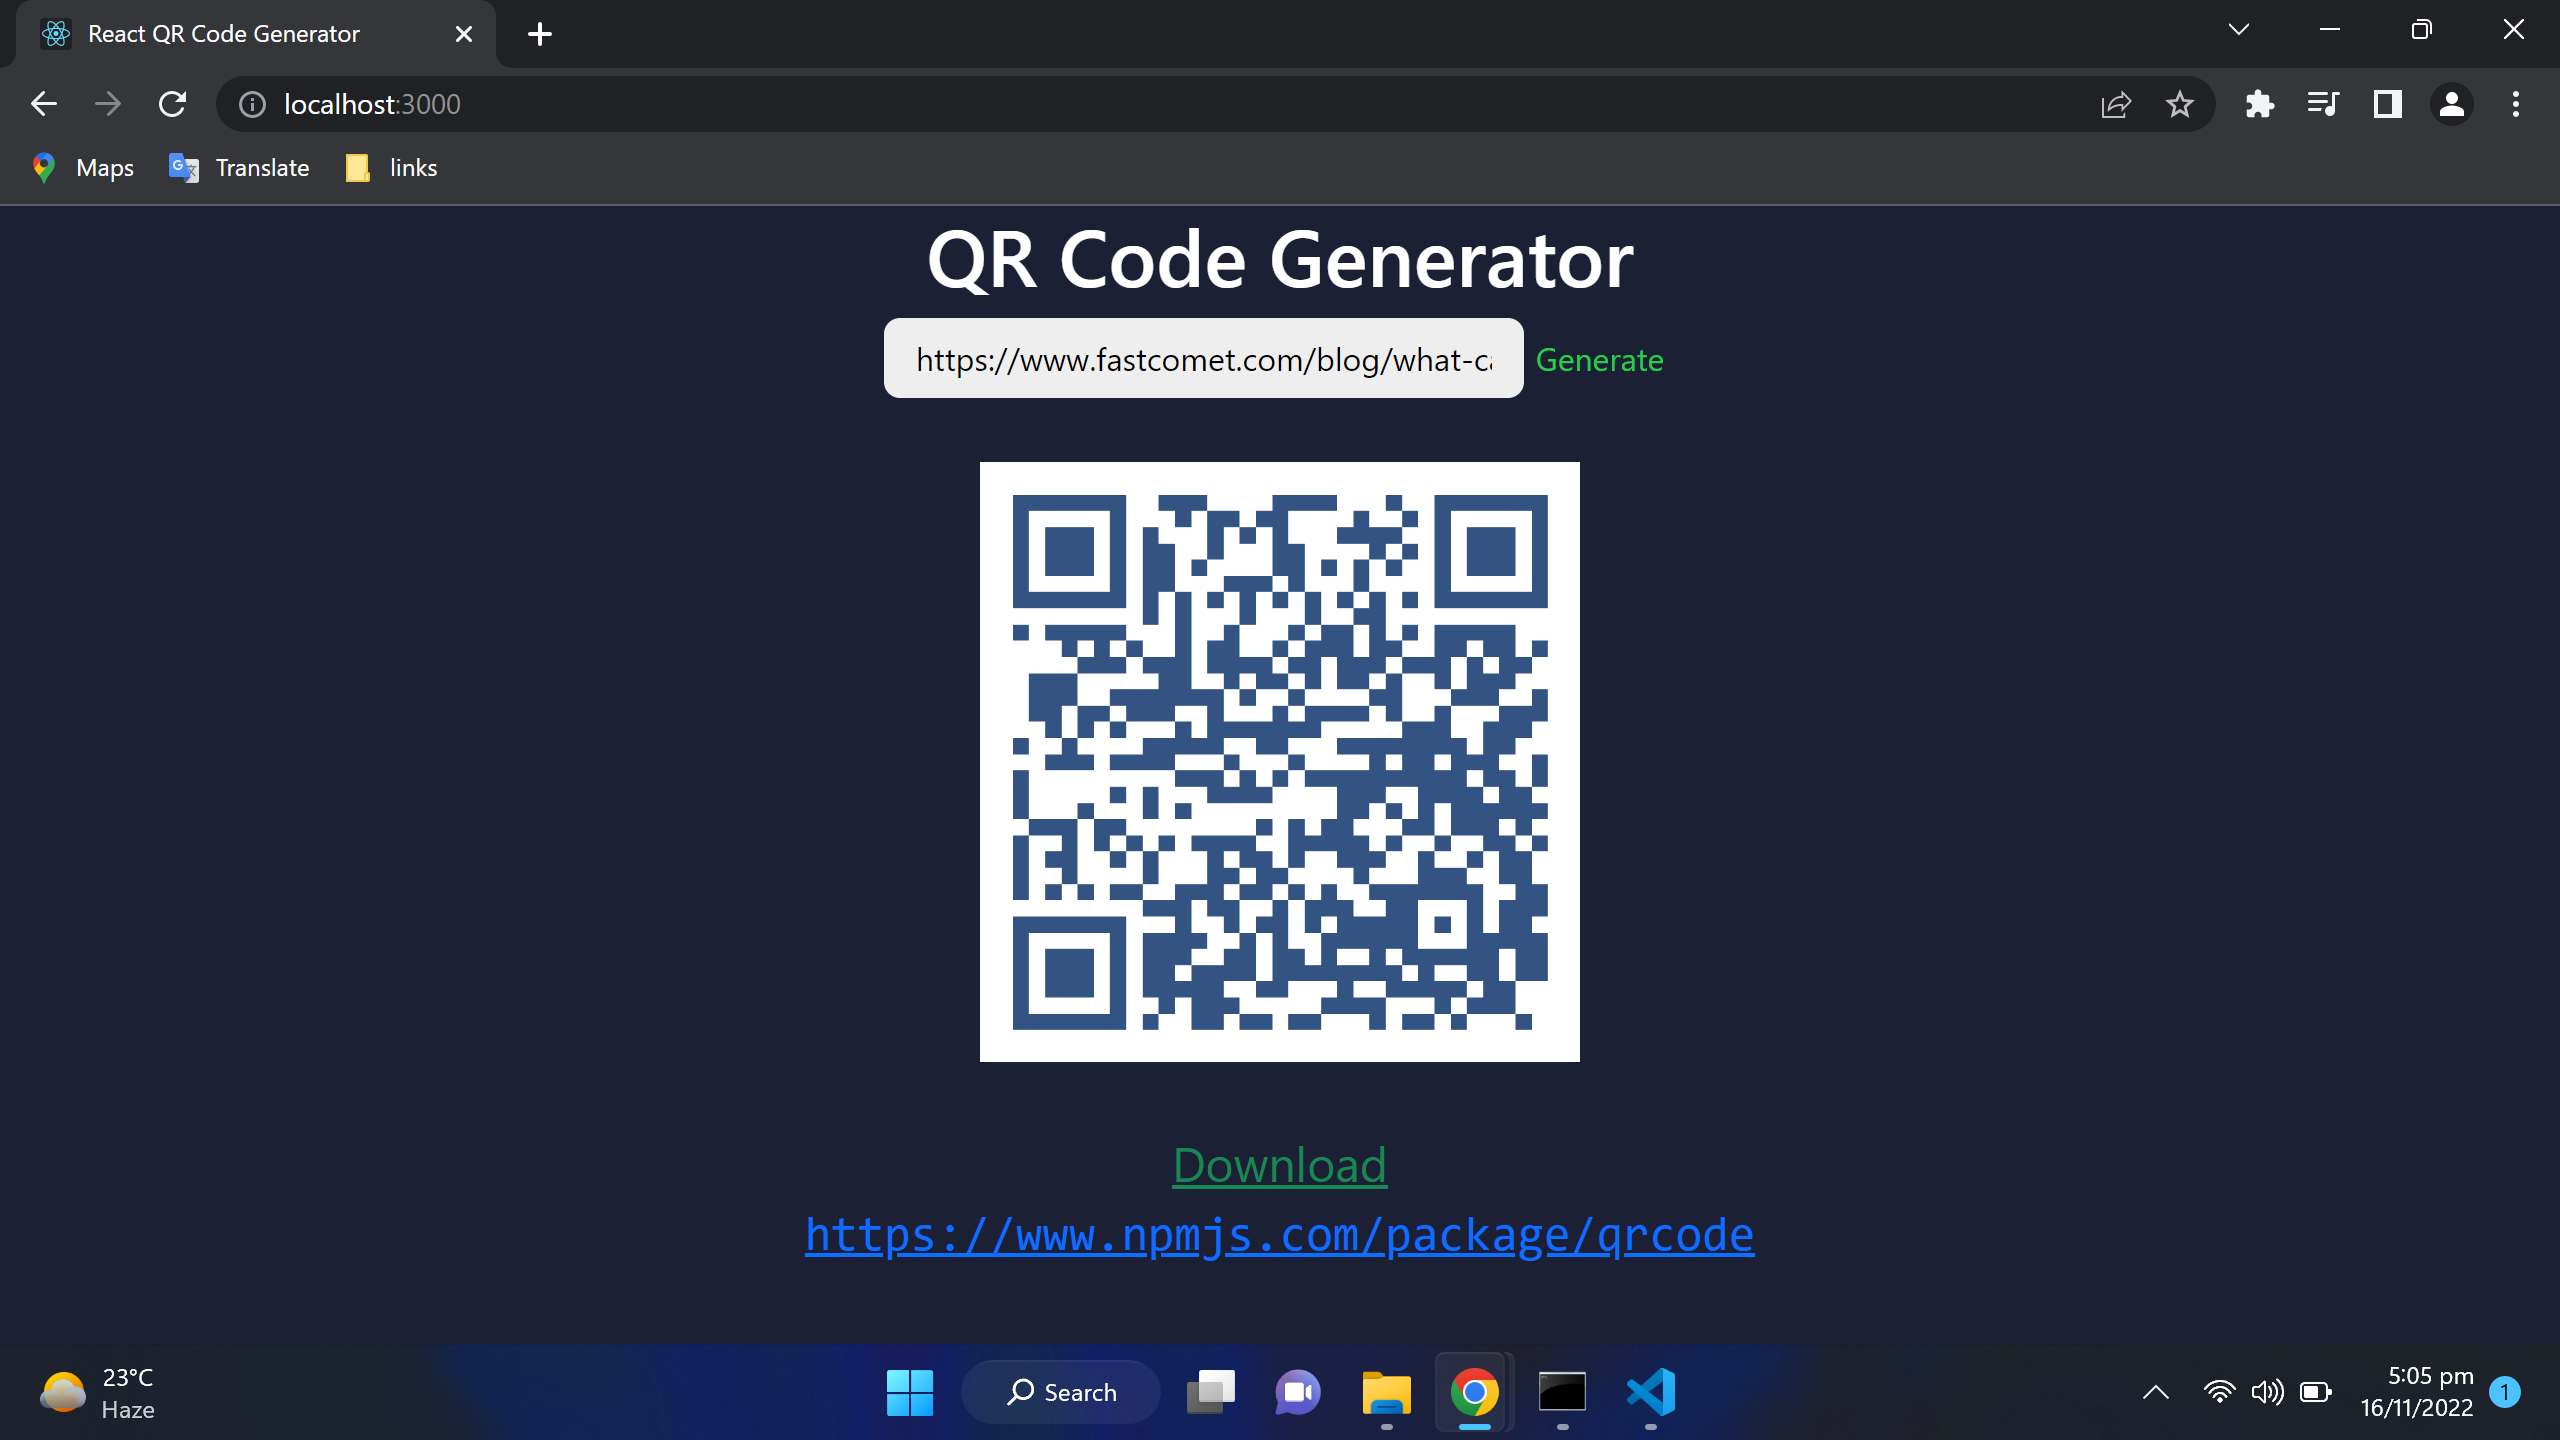 React QR Code Generator
localhost:3000
Maps Translate links
QR Code Generator
https://www.fastcomet.com/blog/what-ca Generate
Download
https://www.npmjs.com/package/qrcode
23°C
Haze
Search
5:05 pm
16/11/2022
1